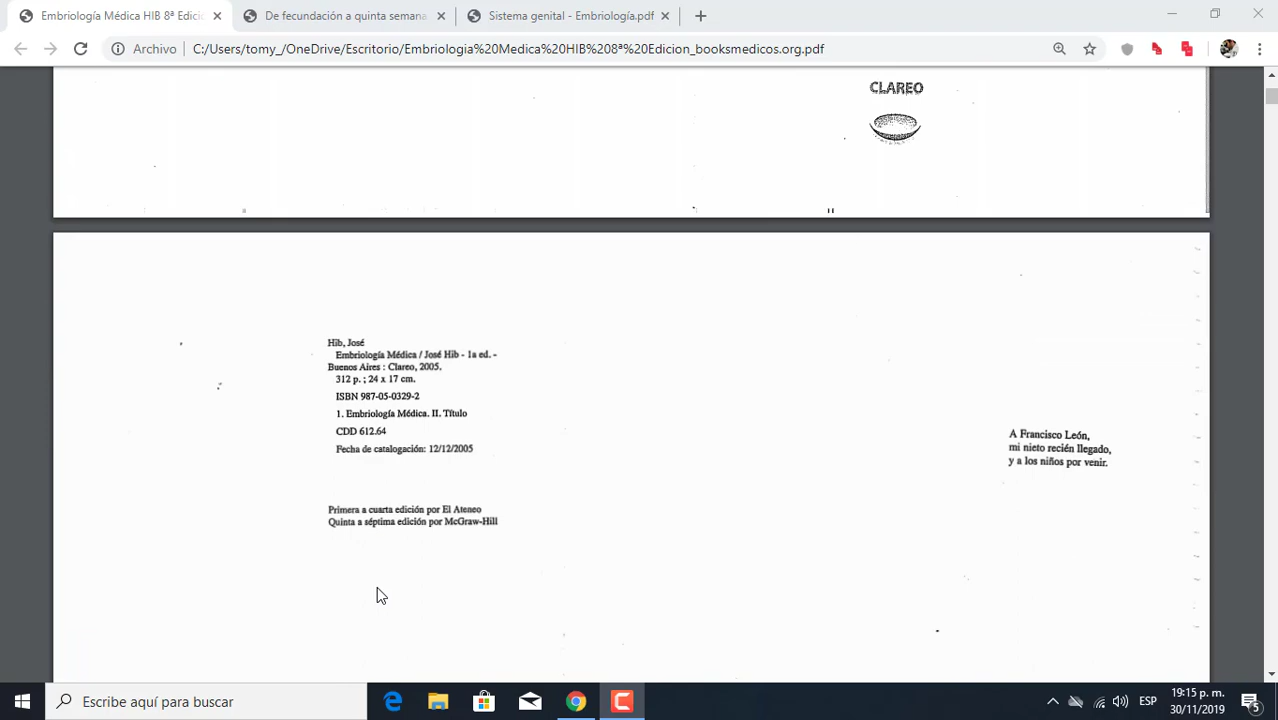 Embriología Médica HIB 8ª Edici
De fecundación a quinta semana
Sistema genital - Embriología.pdf
Archivo
C:/Users/tomy_/OneDrive/Escritorio/Embriologia%20Medica%20HIB%208ª%20Edicion_booksmedicos.org.pdf
CLAREO
Hib, José
Embriología Médica / José Hib - 1a ed. -
Buenos Aires : Clareo, 2005.
312 p. ; 24 x 17 cm.
ISBN 987-05-0329-2
1. Embriología Médica. II. Título
CDD 612.64
Fecha de catalogación: 12/12/2005
Primera a cuarta edición por El Ateneo
Quinta a séptima edición por McGraw-Hill
A Francisco León,
mi nieto recién llegado,
y a los niños por venir.
Escribe aquí para buscar
ESP
19:15 p. m.
30/11/2019
5